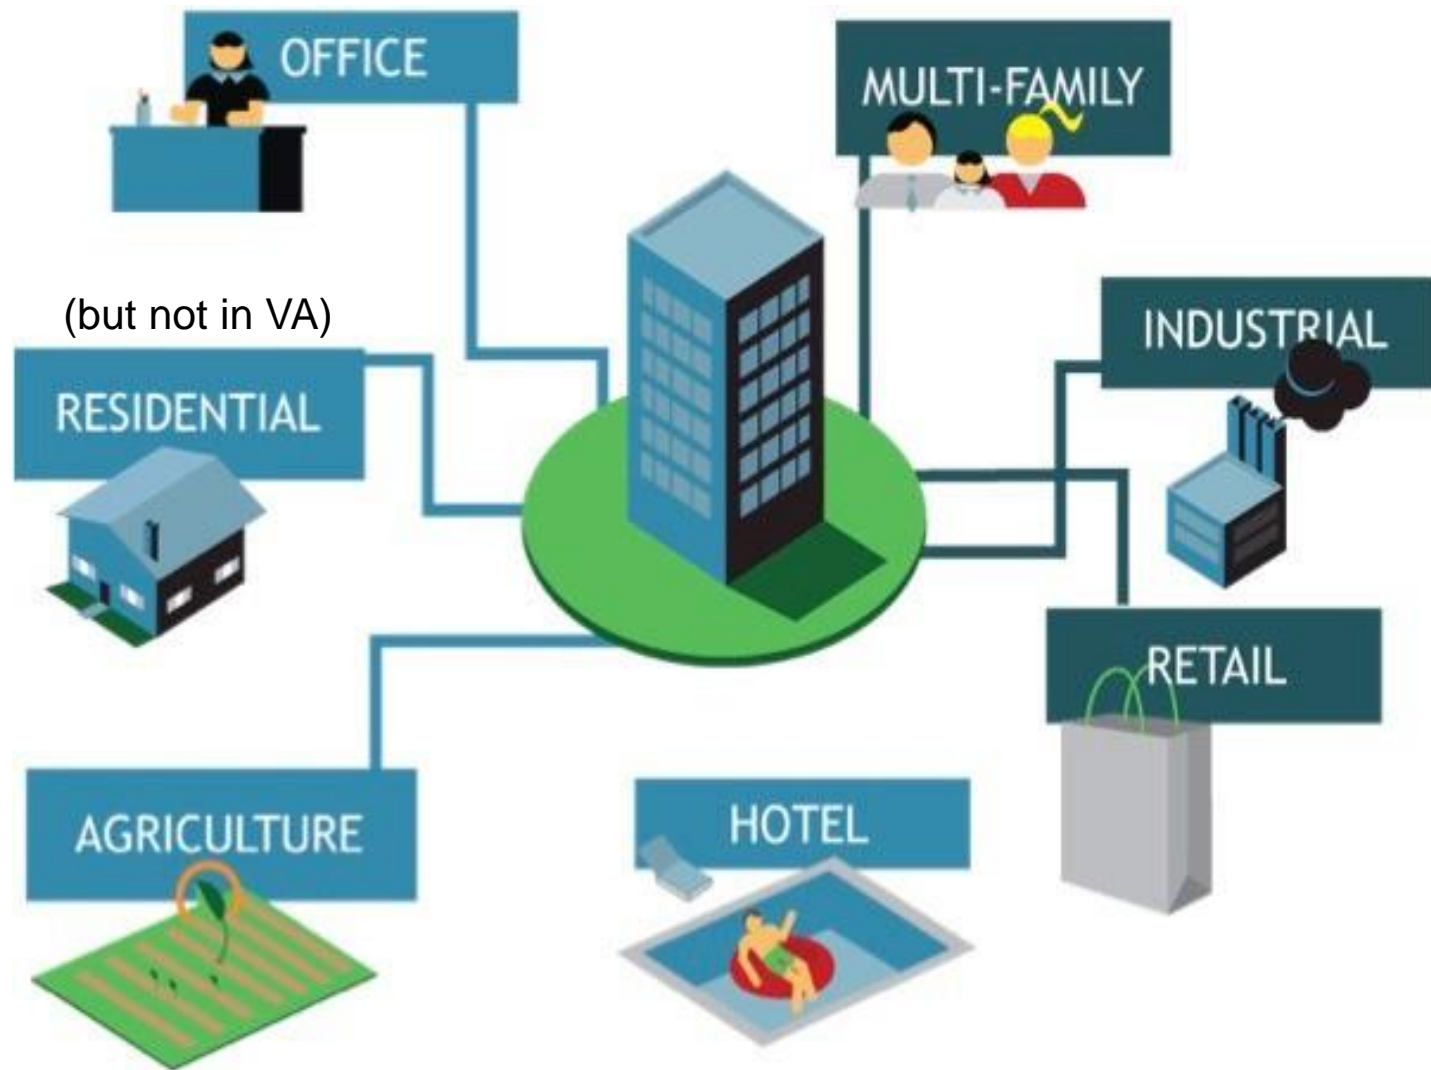 OFFICE
MULTI-FAMILY
(but not in VA)
INDUSTRIAL
RESIDENTIAL
RETAIL
AGRICULTURE
HOTEL